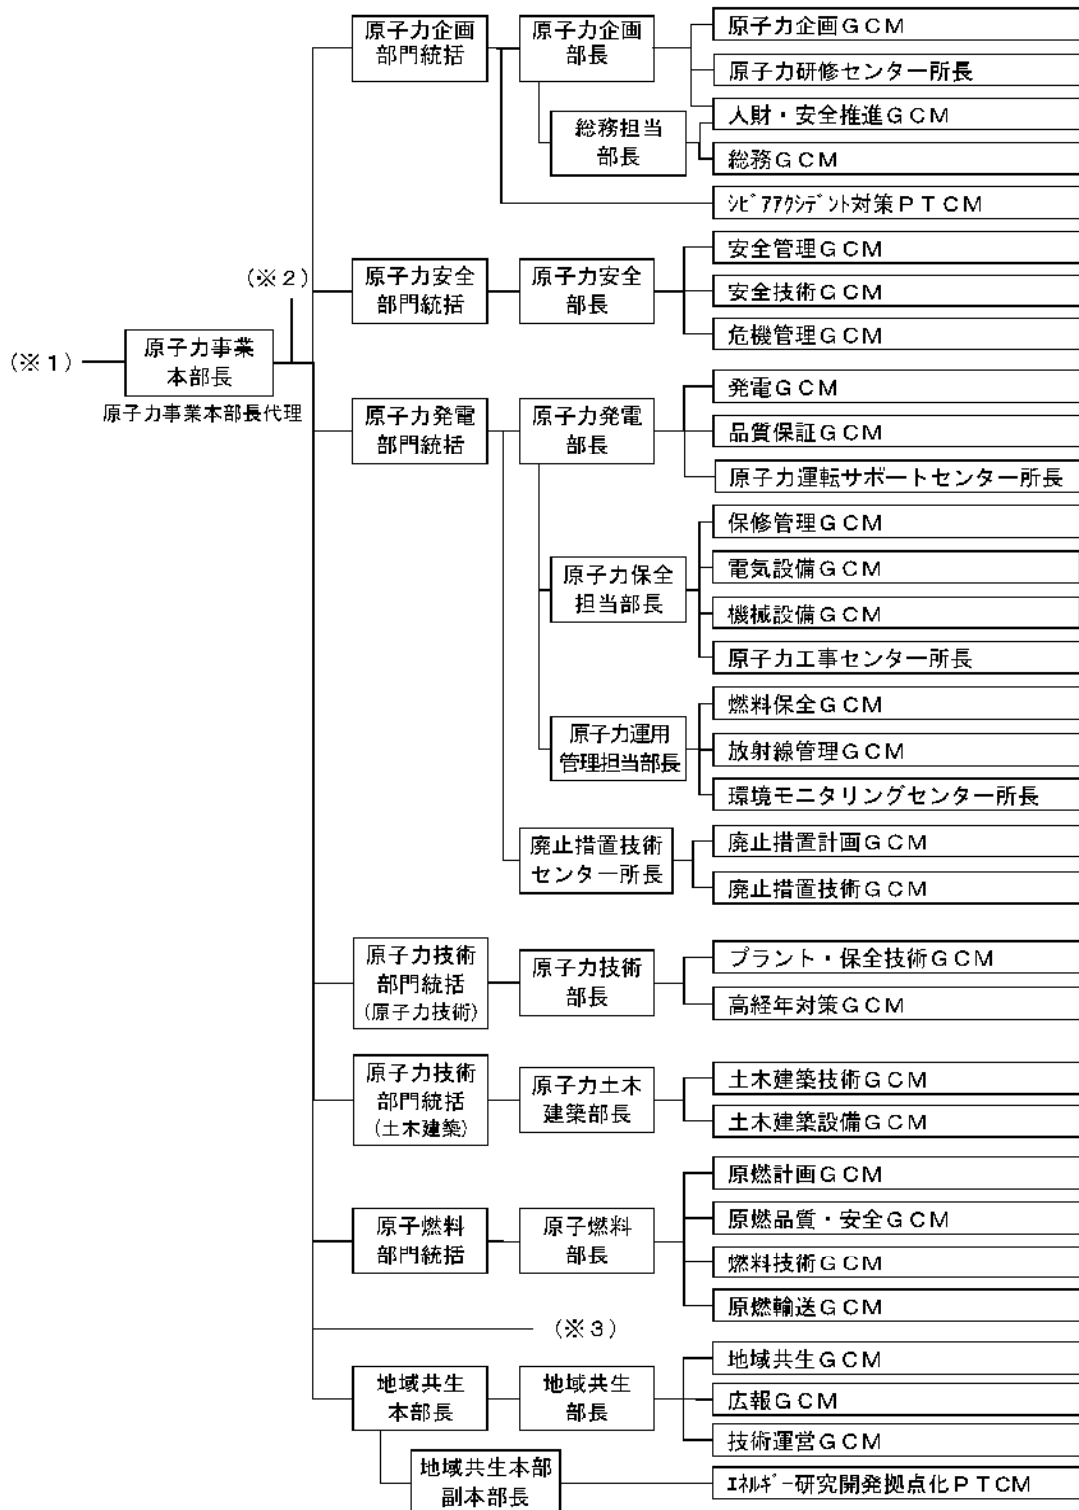 原子力企画
部門統括
原子力企画
部長
原子力企画ＧＣＭ
原子力研修センター所長
総務担当
部長
人財・安全推進ＧＣＭ
総務ＧＣＭ
ｼﾋﾞｱｱｸｼﾃﾞﾝﾄ対策ＰＴＣＭ
(※２)
原子力安全
部門統括
原子力安全
部長
安全管理ＧＣＭ
安全技術ＧＣＭ
危機管理ＧＣＭ
(※１)
原子力事業
本部長
原子力事業本部長代理
原子力発電
部門統括
原子力発電
部長
発電ＧＣＭ
品質保証ＧＣＭ
原子力運転サポートセンター所長
原子力保全
担当部長
保修管理ＧＣＭ
電気設備ＧＣＭ
機械設備ＧＣＭ
原子力工事センター所長
原子力運用
管理担当部長
燃料保全ＧＣＭ
放射線管理ＧＣＭ
環境モニタリングセンター所長
廃止措置技術
センター所長
廃止措置計画ＧＣＭ
廃止措置技術ＧＣＭ
原子力技術
部門統括
(原子力技術)
原子力技術
部長
プラント・保全技術ＧＣＭ
高経年対策ＧＣＭ
原子力技術
部門統括
(土木建築)
原子力土木
建築部長
土木建築技術ＧＣＭ
土木建築設備ＧＣＭ
原子燃料
部門統括
原子燃料
部長
原燃計画ＧＣＭ
原燃品質・安全ＧＣＭ
燃料技術ＧＣＭ
原燃輸送ＧＣＭ
(※３)
地域共生
本部長
地域共生
部長
地域共生ＧＣＭ
広報ＧＣＭ
技術運営ＧＣＭ
地域共生本部
副本部長
ｴﾈﾙｷﾞｰ研究開発拠点化ＰＴＣＭ